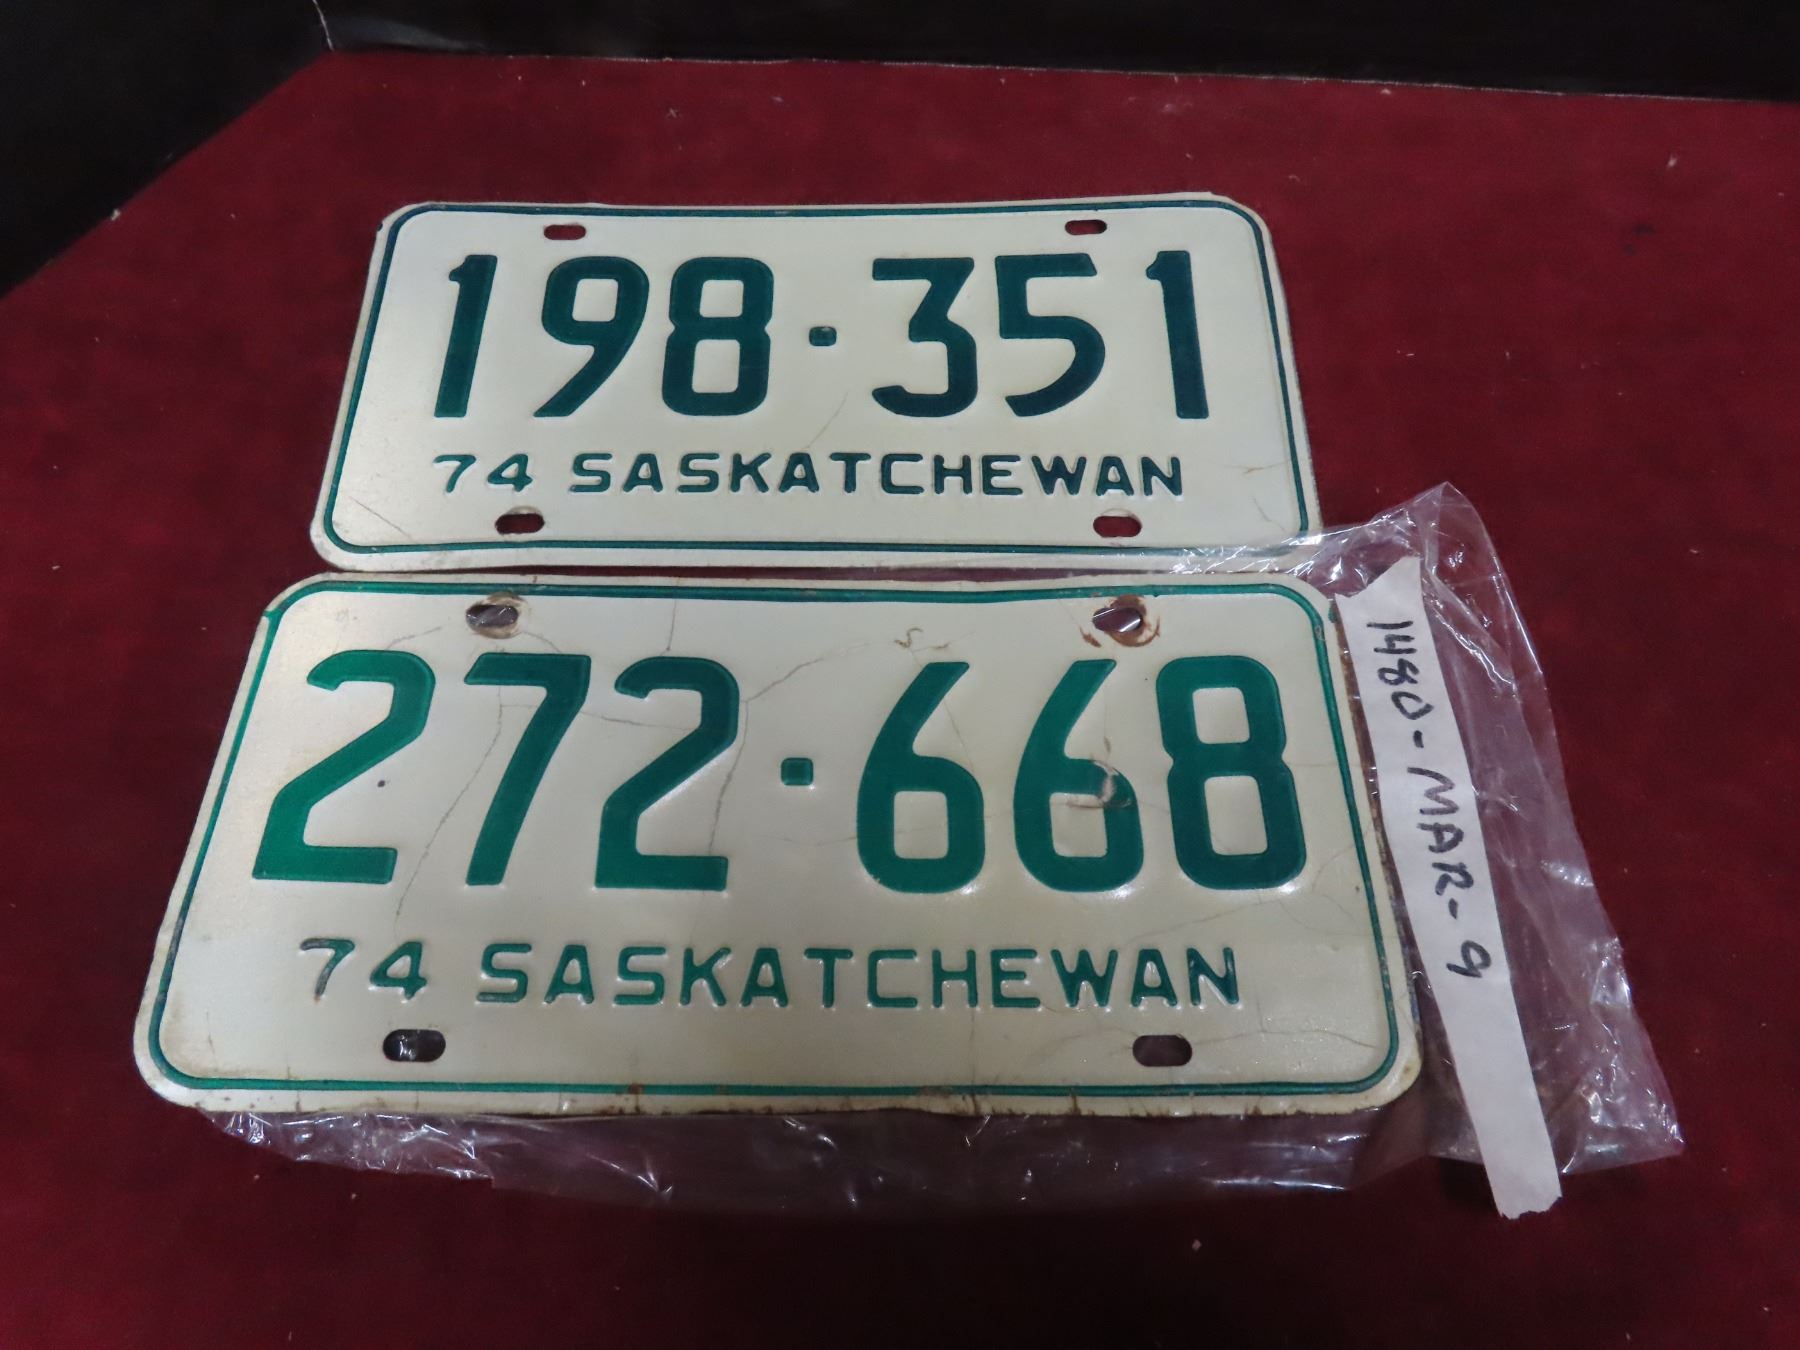 198·351
74 SASKATCHEWAN
272·668
74 SASKATCHEWAN
1480-MAR-9